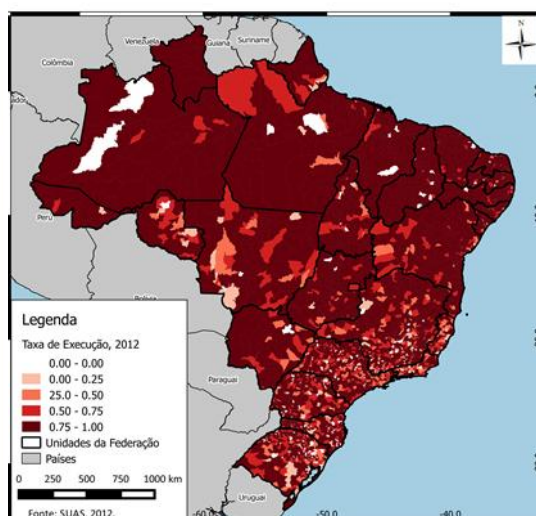 Venezuela
Guiana
Suriname
Colômbia
N
Peru
Bolívia
Paraguai
Uruguai
Legenda
Taxa de Execução, 2012
0.00 - 0.00
0.00 - 0.25
25.0 - 0.50
0.50 - 0.75
0.75 - 1.00
Unidades da Federação
Países
0 250 500 750 1000 km
Fonte: SUAS, 2012.
-60.0
-50.0
-40.0